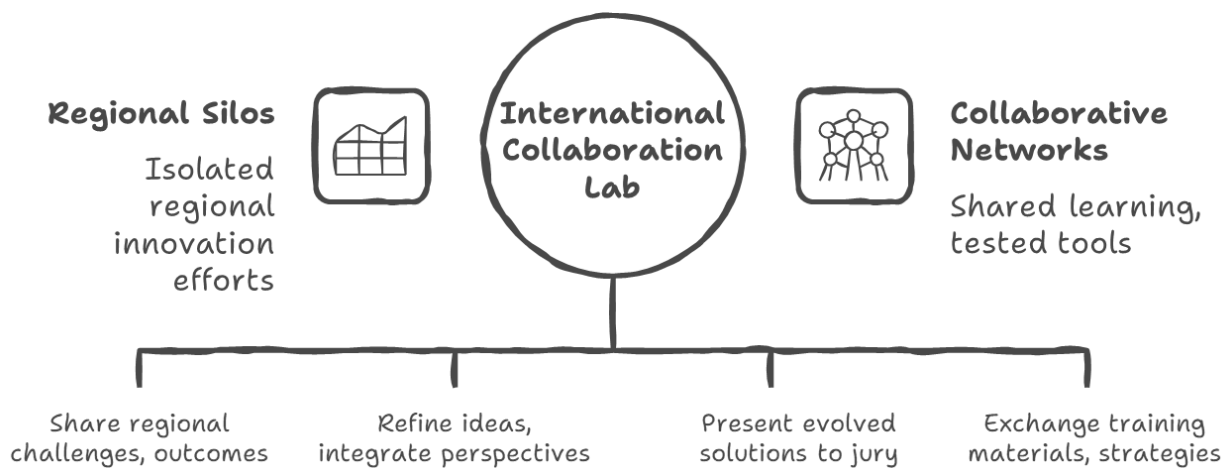 Regional Silos
Isolated
regional
innovation
efforts
International
Collaboration
Lab
Collaborative
Networks
Shared learning,
tested tools
Share regional
challenges, outcomes
Refine ideas,
integrate perspectives
Present evolved
solutions to jury
Exchange training
materials, strategies